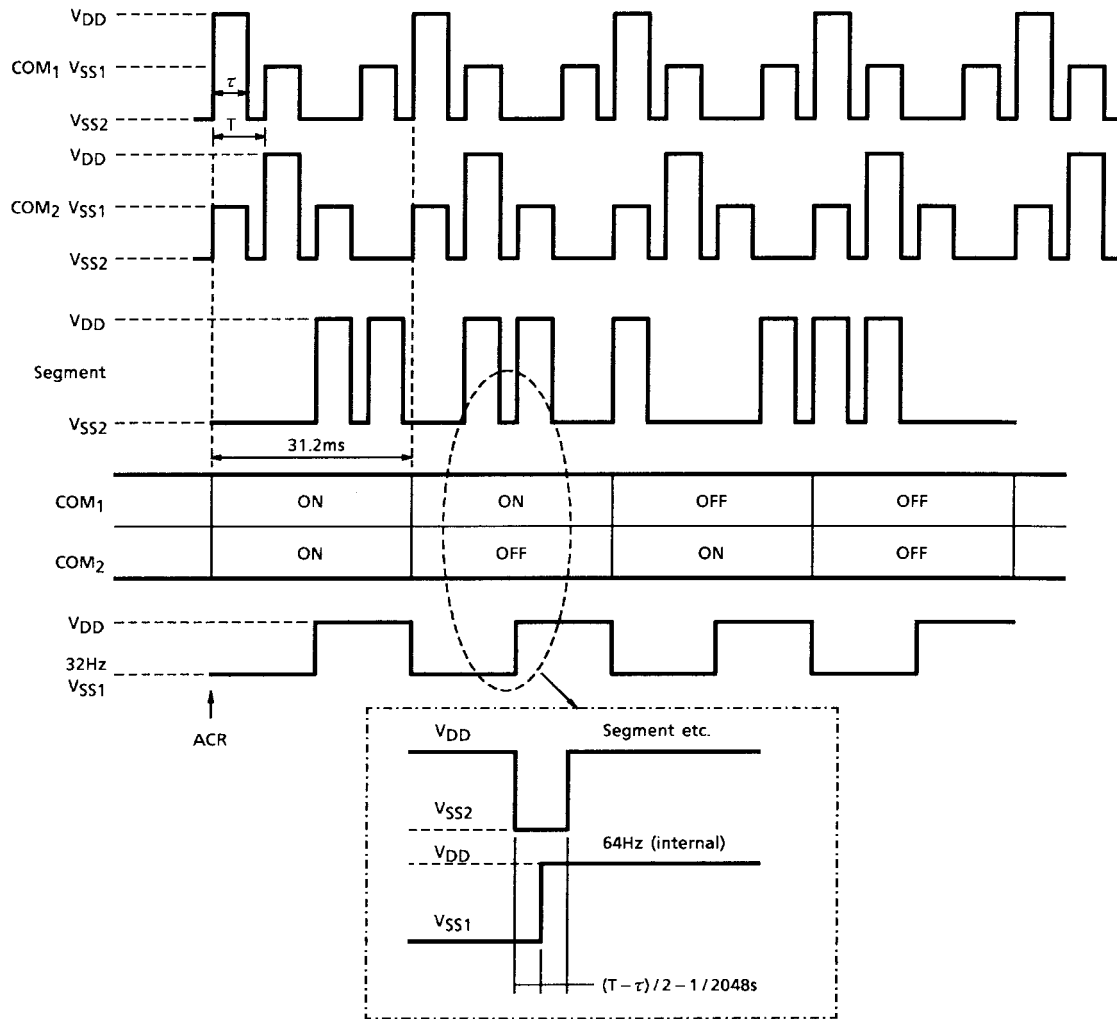 VDD
COM1 VSS1
τ
VSS2
T
VDD
COM2 VSS1
VSS2
VDD
Segment
VSS2
31.2ms
COM1 ON ON OFF OFF
COM2 ON OFF ON OFF
VDD
32Hz
VSS1
ACR
VDD Segment etc.
VSS2
VDD 64Hz (internal)
VSS1
(T − τ) / 2 − 1 / 2048s